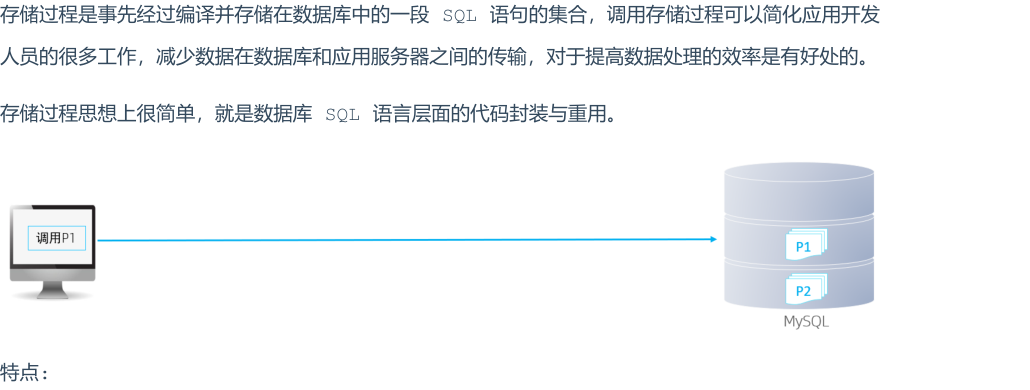 存储过程是事先经过编译并存储在数据库中的一段 SQL 语句的集合，调用存储过程可以简化应用开发
人员的很多工作，减少数据在数据库和应用服务器之间的传输，对于提高数据处理的效率是有好处的。
存储过程思想上很简单，就是数据库 SQL 语言层面的代码封装与重用。
调用P1
P1
P2
MySQL
特点：